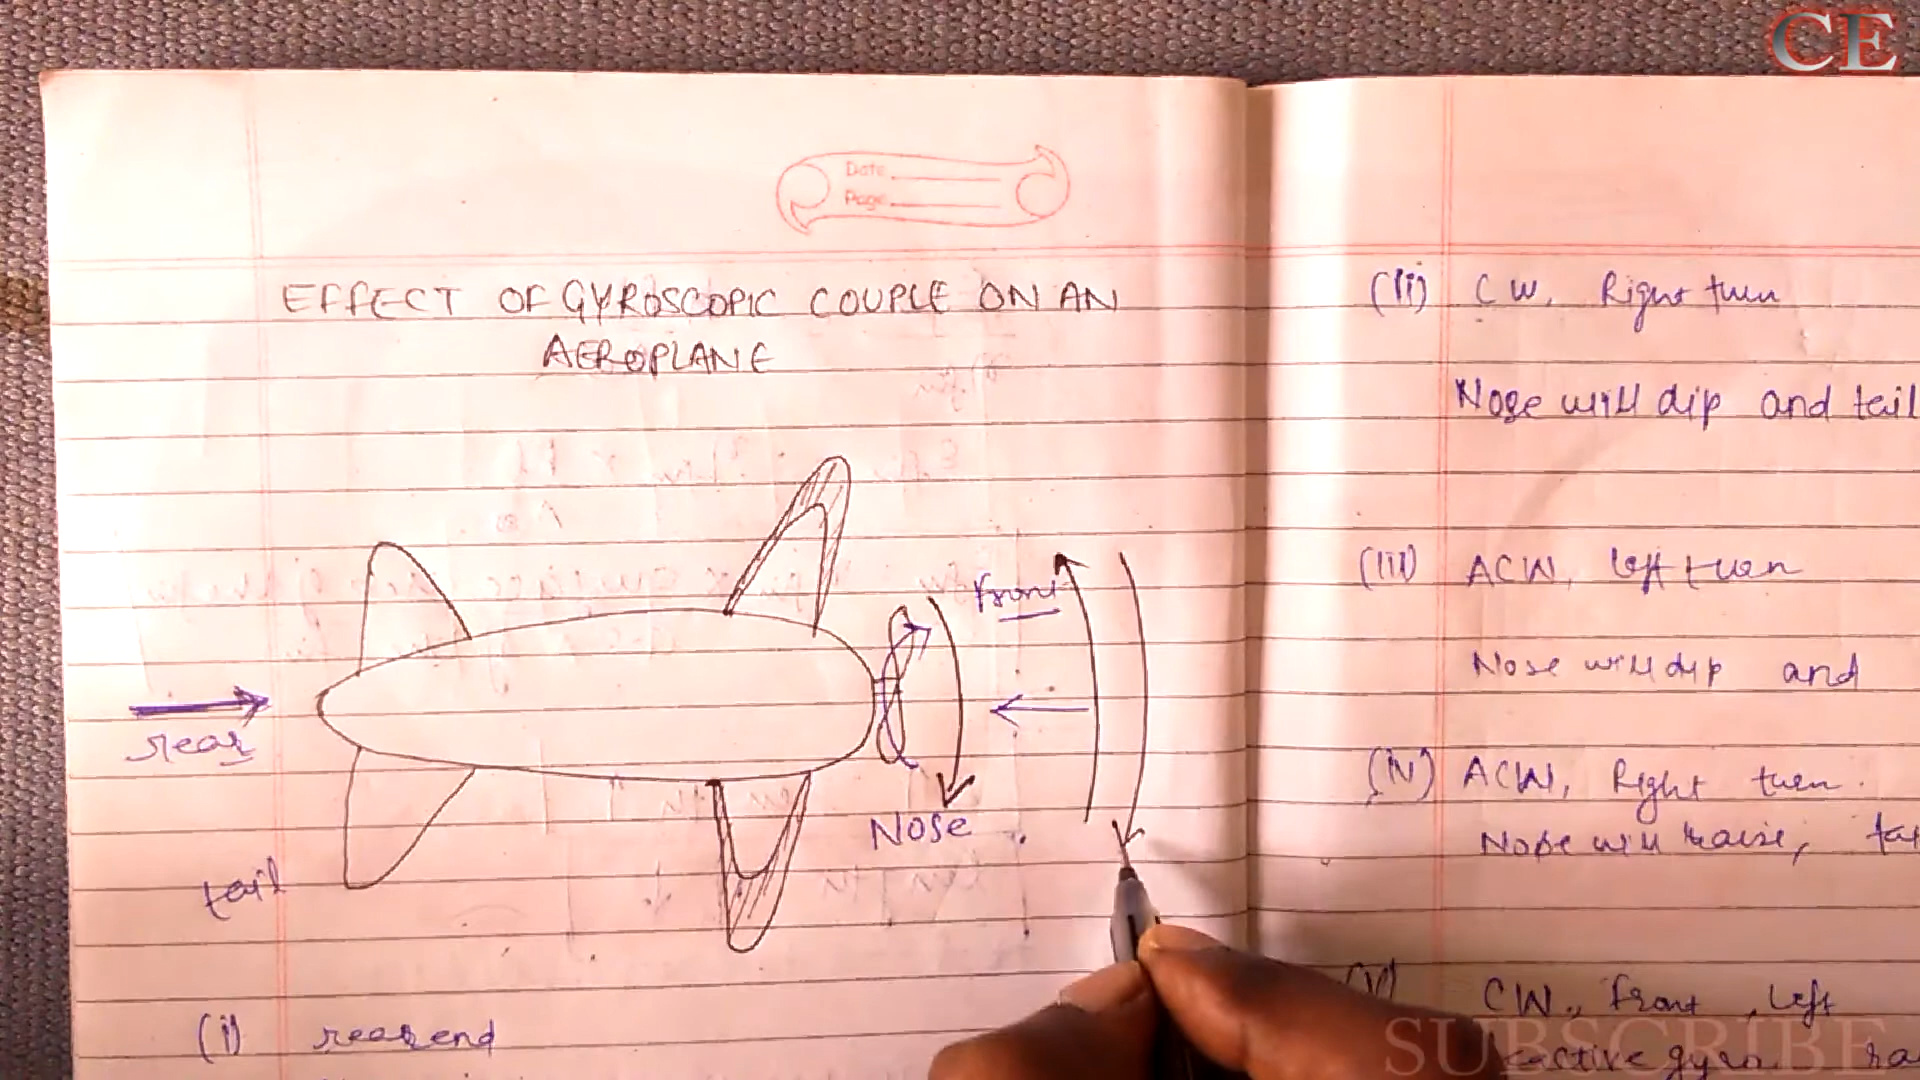 CE
Date
Page
EFFECT OF GYROSCOPIC COUPLE ON AN
AEROPLANE
front
rear
Nose
tail
(i) rear end
(ii) CW, Right turn
Nose will dip and tail
(iii) ACW, left turn
Nose will dip and
(iv) ACW, Right turn.
Nose will raise,
(v) CW, front, left
reactive gyro
SUBSCRIBE